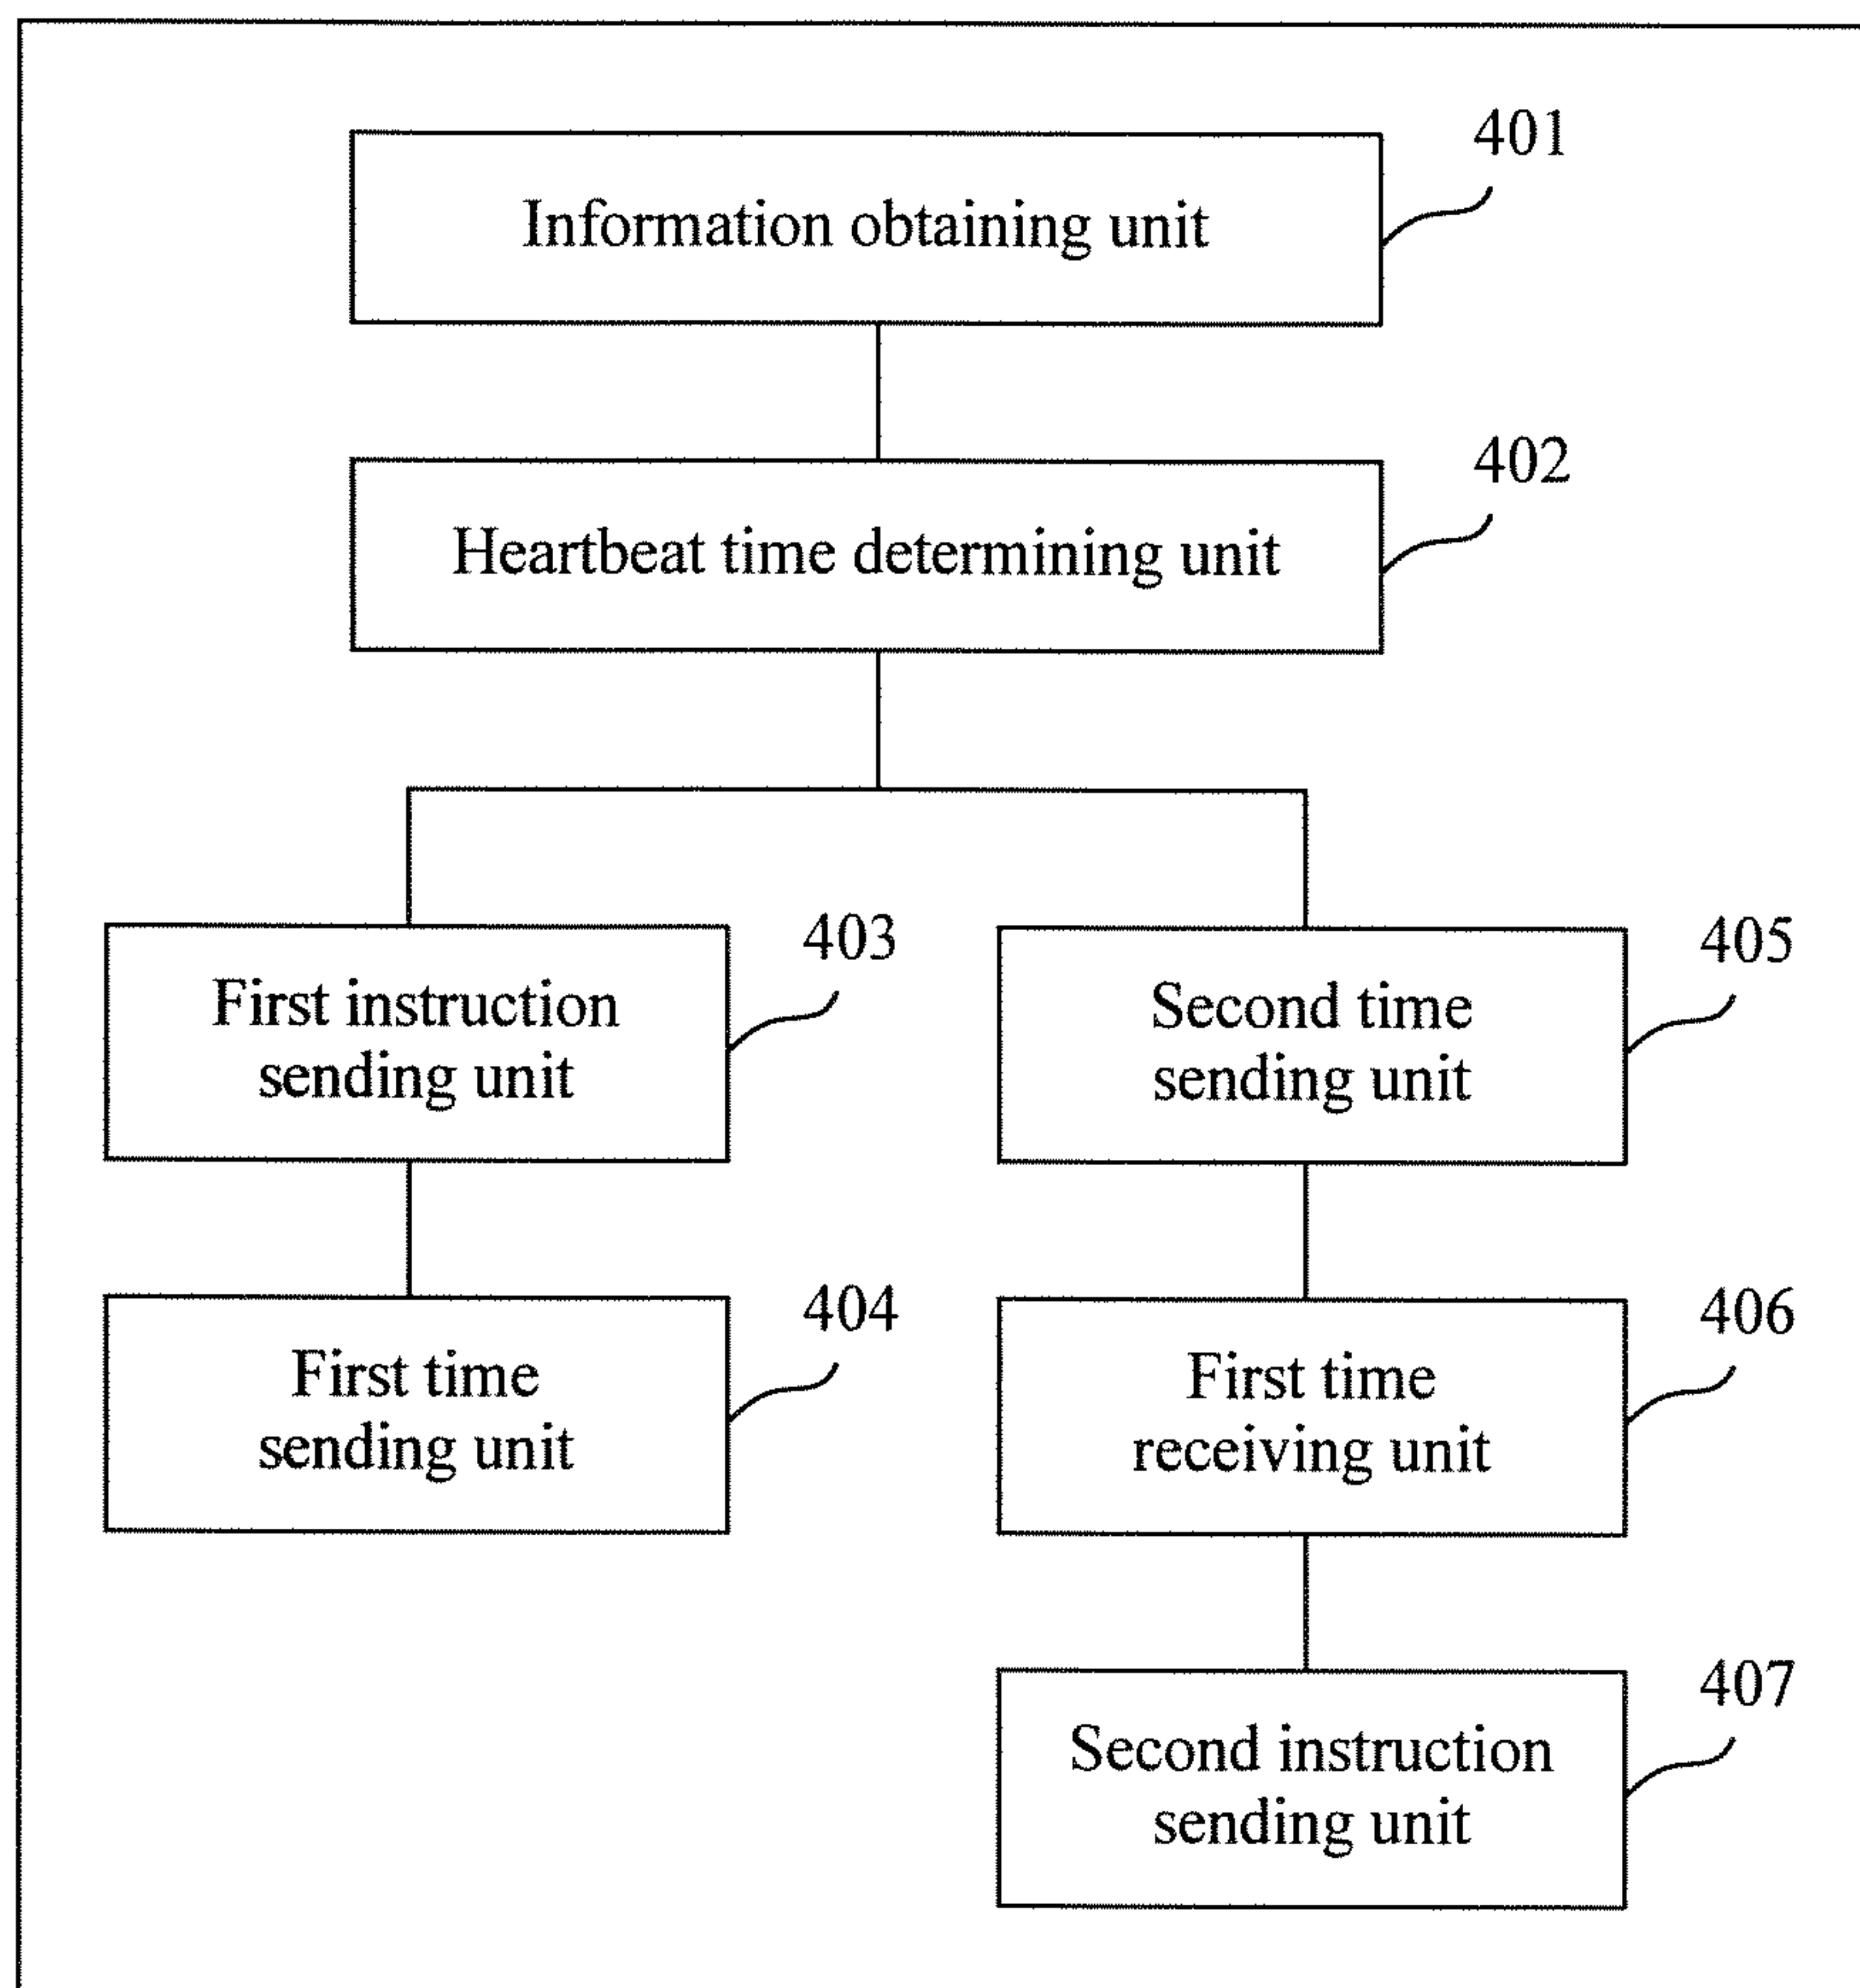 401
Information obtaining unit
402
Heartbeat time determining unit
403
First instruction
sending unit
405
Second time
sending unit
404
First time
sending unit
406
First time
receiving unit
407
Second instruction
sending unit